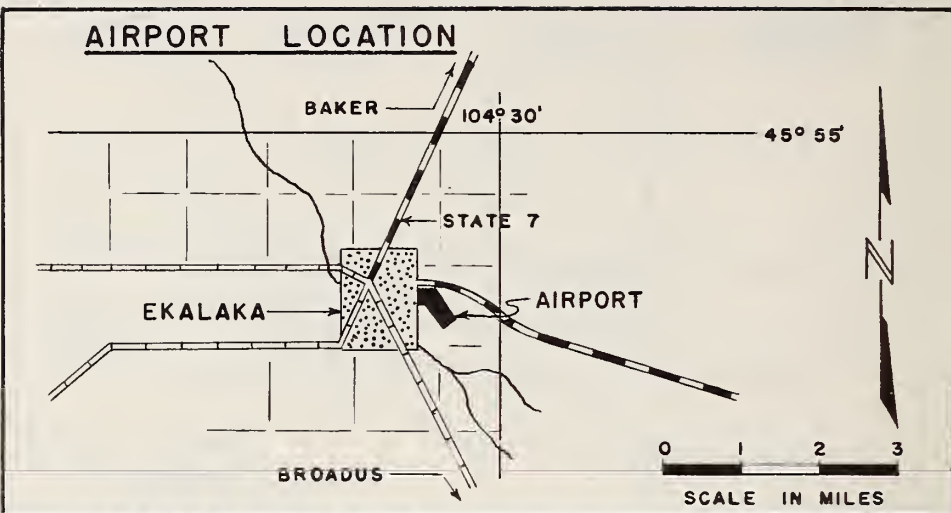 AIRPORT LOCATION
BAKER
104° 30'
45° 55'
STATE 7
N
EKALAKA
AIRPORT
BROADUS
0 1 2 3
SCALE IN MILES